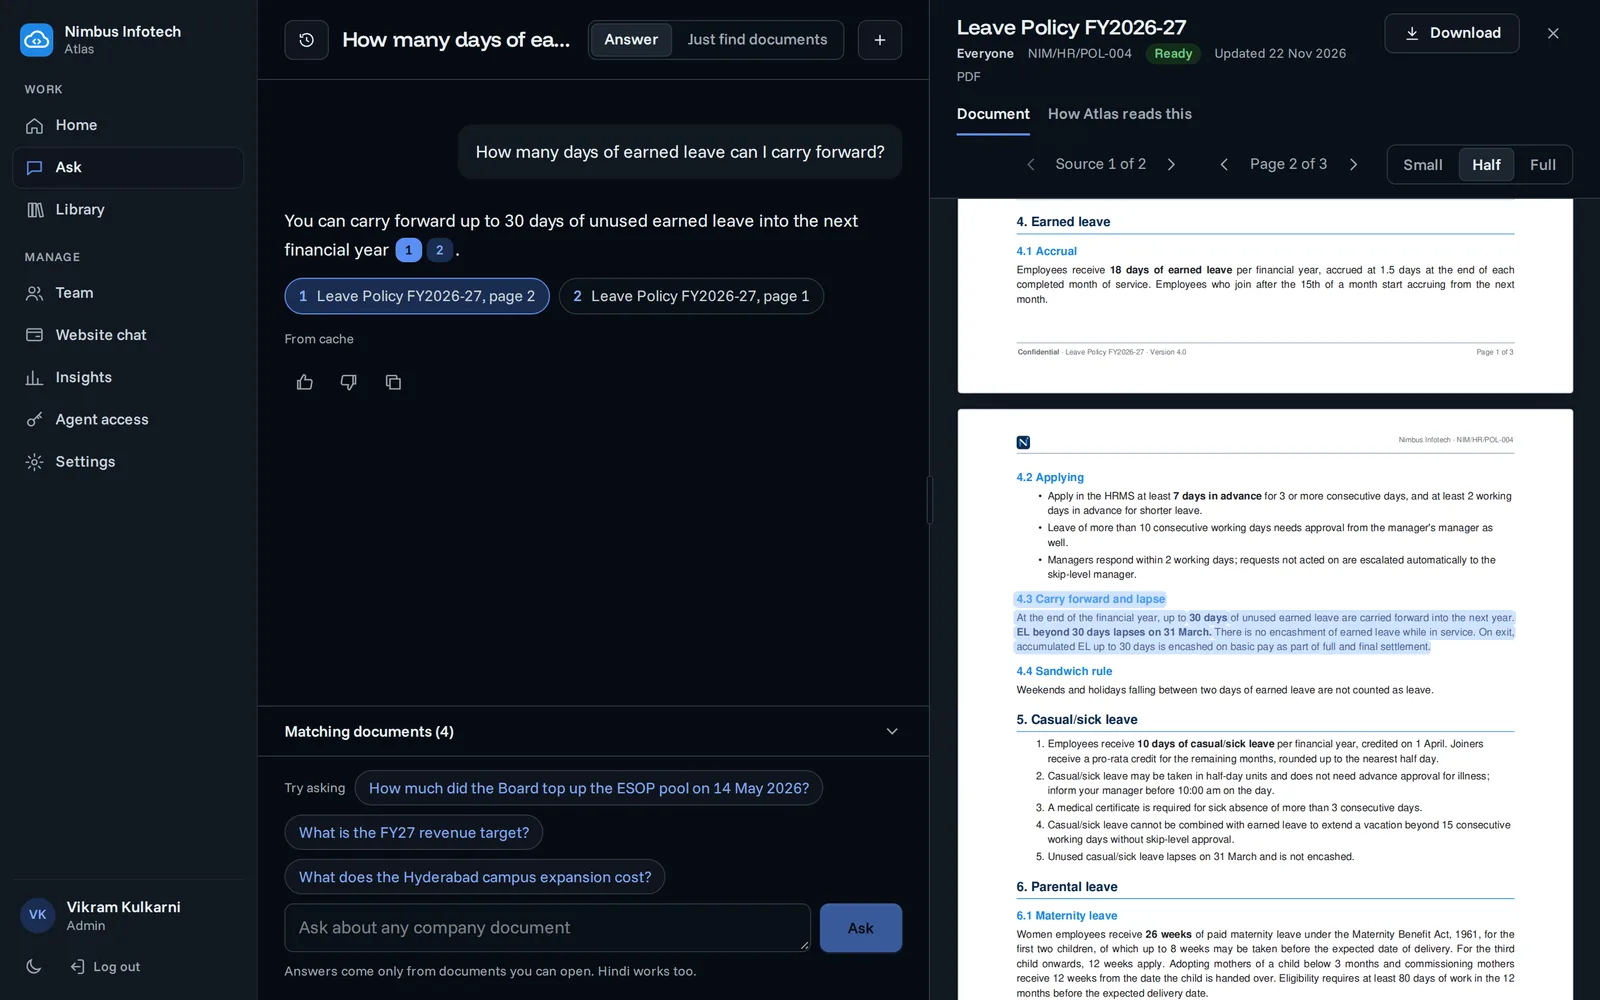 Nimbus Infotech
Atlas
WORK
Home
Ask
Library
MANAGE
Team
Website chat
Insights
Agent access
Settings
VK
Vikram Kulkarni
Admin
Log out
How many days of ea...
Answer
Just find documents
How many days of earned leave can I carry forward?
You can carry forward up to 30 days of unused earned leave into the next
financial year 1 2 .
1 Leave Policy FY2026-27, page 2
2 Leave Policy FY2026-27, page 1
From cache
Matching documents (4)
Try asking
How much did the Board top up the ESOP pool on 14 May 2026?
What is the FY27 revenue target?
What does the Hyderabad campus expansion cost?
Ask about any company document
Ask
Answers come only from documents you can open. Hindi works too.
Leave Policy FY2026-27
Everyone NIM/HR/POL-004 Ready Updated 22 Nov 2026
PDF
Download
Document
How Atlas reads this
Source 1 of 2
Page 2 of 3
Small
Half
Full
4. Earned leave
4.1 Accrual
Employees receive 18 days of earned leave per financial year, accrued at 1.5 days at the end of each
completed month of service. Employees who join after the 15th of a month start accruing from the next
month.
Confidential · Leave Policy FY2026-27 · Version 4.0
Page 1 of 3
N
Nimbus Infotech · NIM/HR/POL-004
4.2 Applying
• Apply in the HRMS at least 7 days in advance for 3 or more consecutive days, and at least 2 working
days in advance for shorter leave.
• Leave of more than 10 consecutive working days needs approval from the manager's manager as
well.
• Managers respond within 2 working days; requests not acted on are escalated automatically to the
skip-level manager.
4.3 Carry forward and lapse
At the end of the financial year, up to 30 days of unused earned leave are carried forward into the next year.
EL beyond 30 days lapses on 31 March. There is no encashment of earned leave while in service. On exit,
accumulated EL up to 30 days is encashed on basic pay as part of full and final settlement.
4.4 Sandwich rule
Weekends and holidays falling between two days of earned leave are not counted as leave.
5. Casual/sick leave
1. Employees receive 10 days of casual/sick leave per financial year, credited on 1 April. Joiners
receive a pro-rata credit for the remaining months, rounded up to the nearest half day.
2. Casual/sick leave may be taken in half-day units and does not need advance approval for illness;
inform your manager before 10:00 am on the day.
3. A medical certificate is required for sick absence of more than 3 consecutive days.
4. Casual/sick leave cannot be combined with earned leave to extend a vacation beyond 15 consecutive
working days without skip-level approval.
5. Unused casual/sick leave lapses on 31 March and is not encashed.
6. Parental leave
6.1 Maternity leave
Women employees receive 26 weeks of paid maternity leave under the Maternity Benefit Act, 1961, for the
first two children, of which up to 8 weeks may be taken before the expected date of delivery. For the third
child onwards, 12 weeks apply. Adopting mothers of a child below 3 months and commissioning mothers
receive 12 weeks from the date the child is handed over. Eligibility requires at least 80 days of work in the 12
months before the expected delivery date.